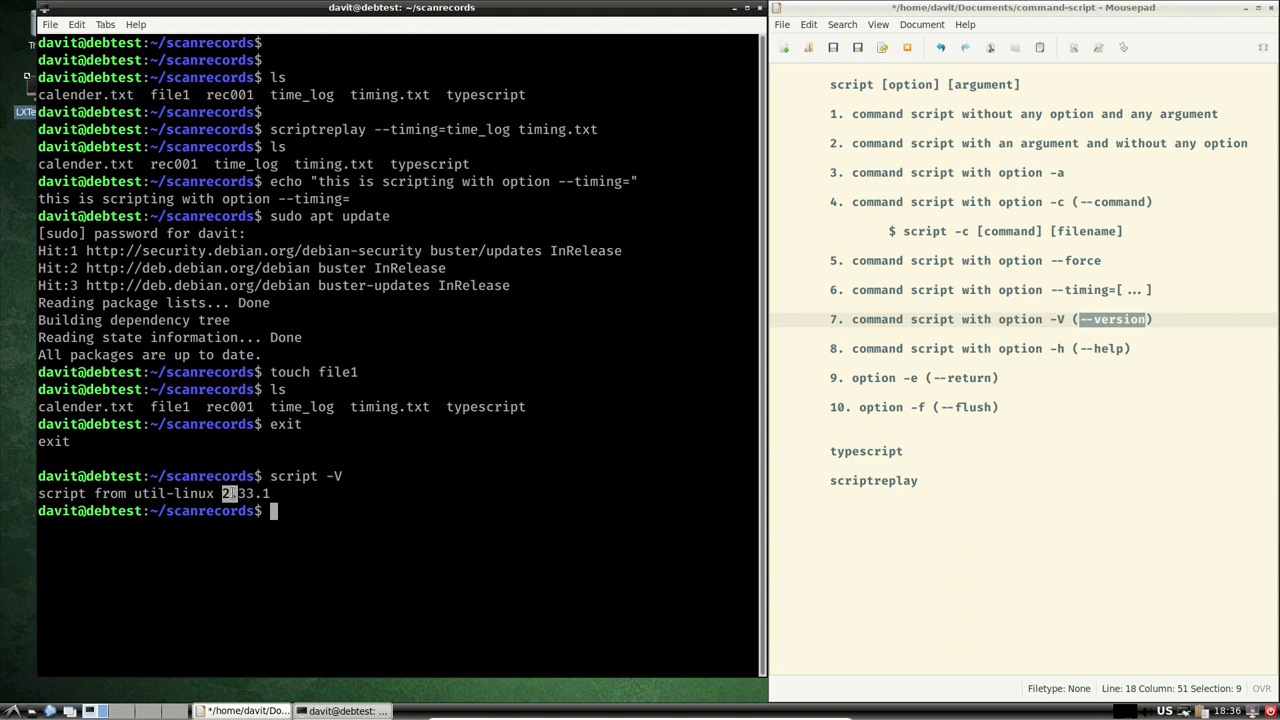 davit@debtest: ~/scanrecords
File Edit Tabs Help
davit@debtest:~/scanrecords$
davit@debtest:~/scanrecords$
davit@debtest:~/scanrecords$ ls
calender.txt file1 rec001 time_log timing.txt typescript
davit@debtest:~/scanrecords$
davit@debtest:~/scanrecords$ scriptreplay --timing=time_log timing.txt
davit@debtest:~/scanrecords$ ls
calender.txt rec001 time_log timing.txt typescript
davit@debtest:~/scanrecords$ echo "this is scripting with option --timing="
this is scripting with option --timing=
davit@debtest:~/scanrecords$ sudo apt update
[sudo] password for davit:
Hit:1 http://security.debian.org/debian-security buster/updates InRelease
Hit:2 http://deb.debian.org/debian buster InRelease
Hit:3 http://deb.debian.org/debian buster-updates InRelease
Reading package lists... Done
Building dependency tree
Reading state information... Done
All packages are up to date.
davit@debtest:~/scanrecords$ touch file1
davit@debtest:~/scanrecords$ ls
calender.txt file1 rec001 time_log timing.txt typescript
davit@debtest:~/scanrecords$ exit
exit
davit@debtest:~/scanrecords$ script -V
script from util-linux 2.33.1
davit@debtest:~/scanrecords$
*/home/davit/Documents/command-script - Mousepad
File Edit Search View Document Help
script [option] [argument]
1. command script without any option and any argument
2. command script with an argument and without any option
3. command script with option -a
4. command script with option -c (--command)
$ script -c [command] [filename]
5. command script with option --force
6. command script with option --timing=[...]
7. command script with option -V (--version)
8. command script with option -h (--help)
9. option -e (--return)
10. option -f (--flush)
typescript
scriptreplay
Filetype: None Line: 18 Column: 51 Selection: 9 OVR
LXTe
*/home/davit/Do... davit@debtest: ... US 18:36